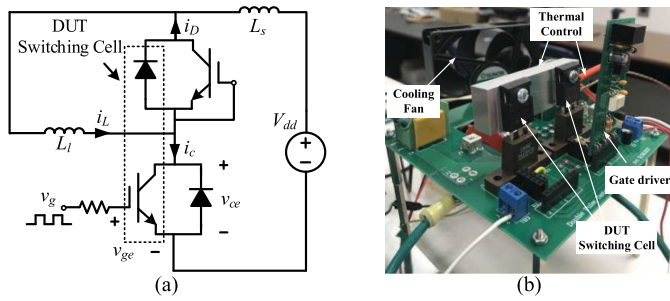 DUT
Switching Cell
i_D
L_s
V_dd
i_L
L_l
i_c
v_g
v_ge
v_ce
(a)
Thermal
Control
Cooling
Fan
Gate driver
DUT
Switching Cell
(b)